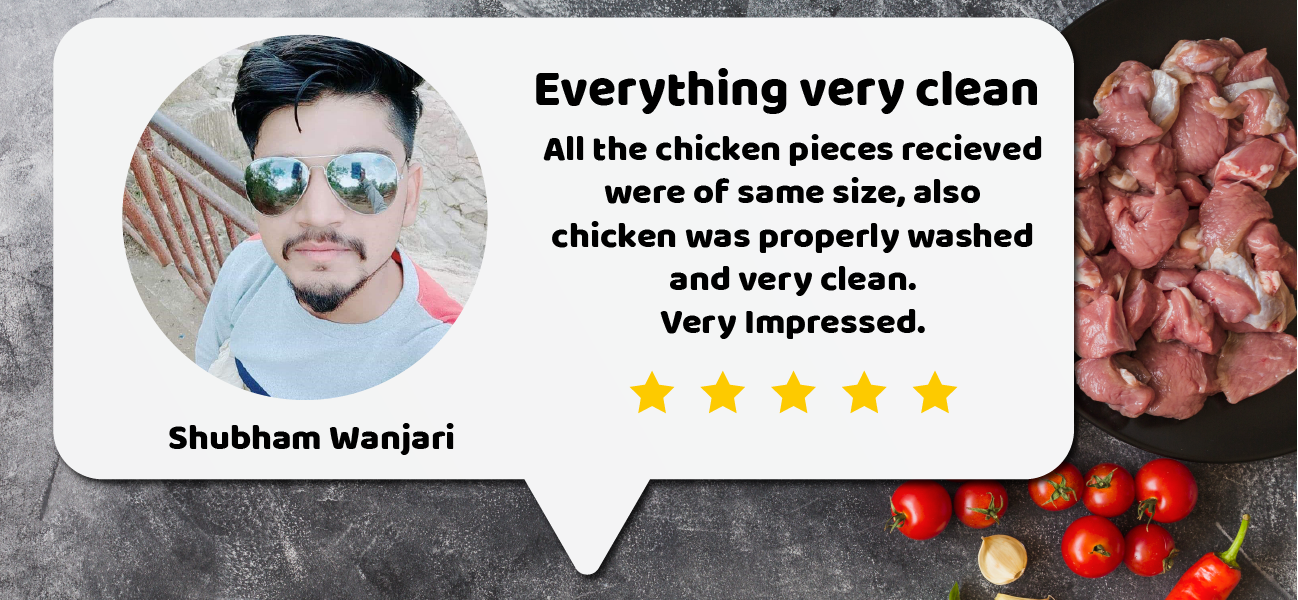 Everything very clean
All the chicken pieces recieved
were of same size, also
chicken was properly washed
and very clean.
Very Impressed.
Shubham Wanjari